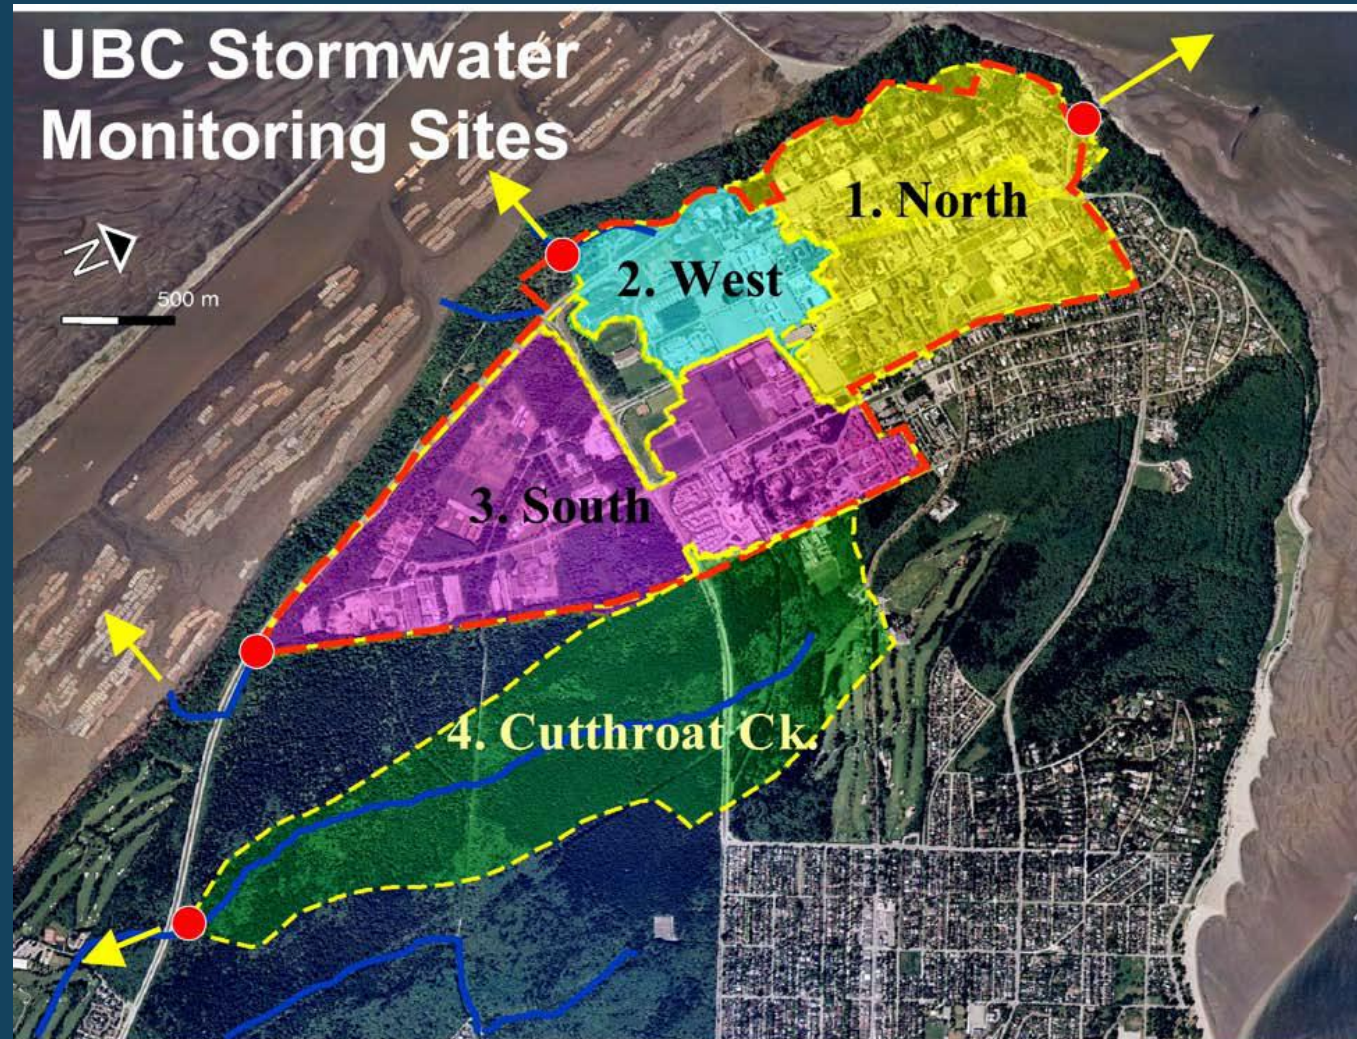 UBC Stormwater
Monitoring Sites
1. North
2. West
N
500 m
3. South
4. Cutthroat Ck.